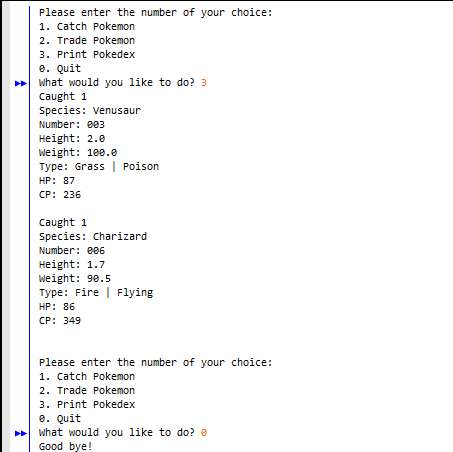 Please enter the number of your choice:
1. Catch Pokemon
2. Trade Pokemon
3. Print Pokedex
0. Quit
What would you like to do? 3
Caught 1
Species: Venusaur
Number: 003
Height: 2.0
Weight: 100.0
Type: Grass | Poison
HP: 87
CP: 236
Caught 1
Species: Charizard
Number: 006
Height: 1.7
Weight: 90.5
Type: Fire | Flying
HP: 86
CP: 349
Please enter the number of your choice:
1. Catch Pokemon
2. Trade Pokemon
3. Print Pokedex
0. Quit
What would you like to do? 0
Good bye!